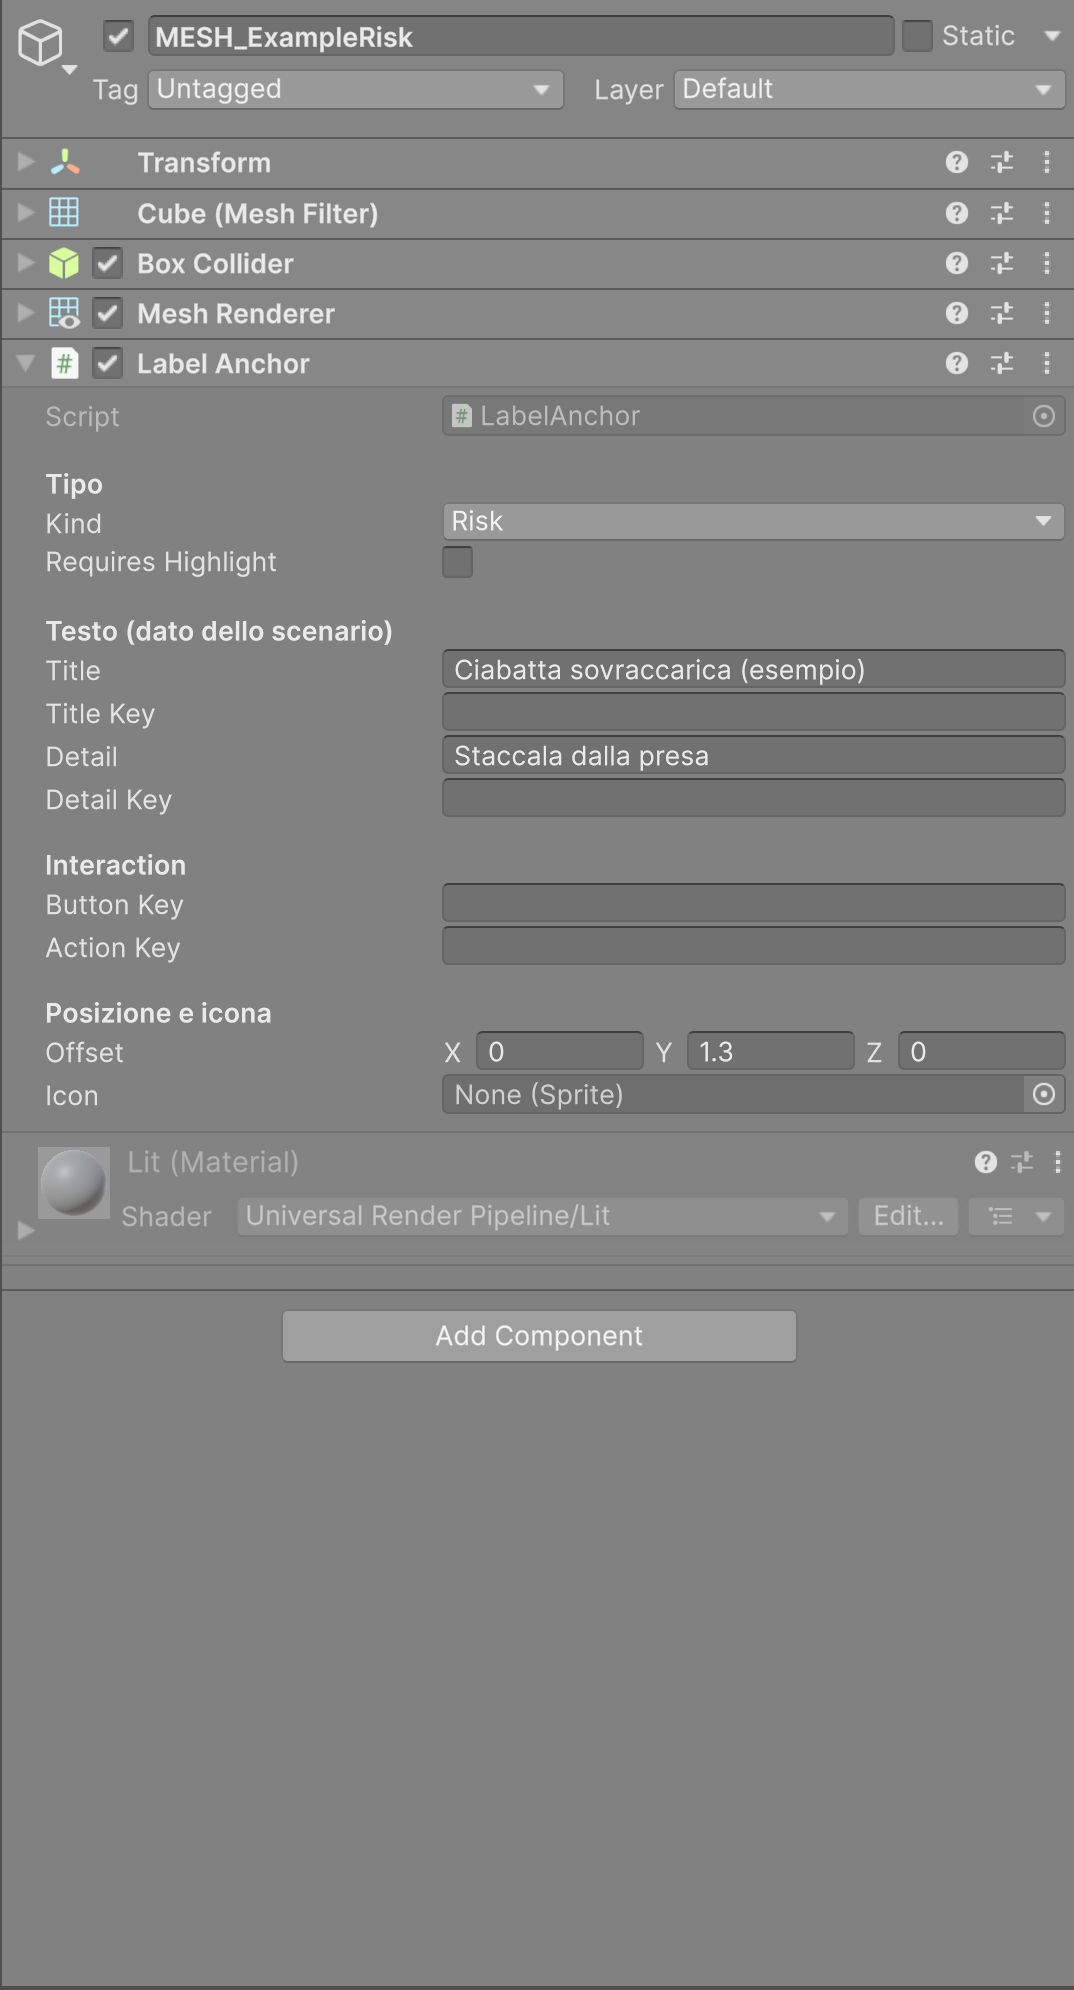 MESH_ExampleRisk Static
Tag Untagged Layer Default
Transform
Cube (Mesh Filter)
Box Collider
Mesh Renderer
# Label Anchor
Script # LabelAnchor
Tipo
Kind Risk
Requires Highlight
Testo (dato dello scenario)
Title Ciabatta sovraccarica (esempio)
Title Key
Detail Staccala dalla presa
Detail Key
Interaction
Button Key
Action Key
Posizione e icona
Offset X 0 Y 1.3 Z 0
Icon None (Sprite)
Lit (Material)
Shader Universal Render Pipeline/Lit Edit...
Add Component